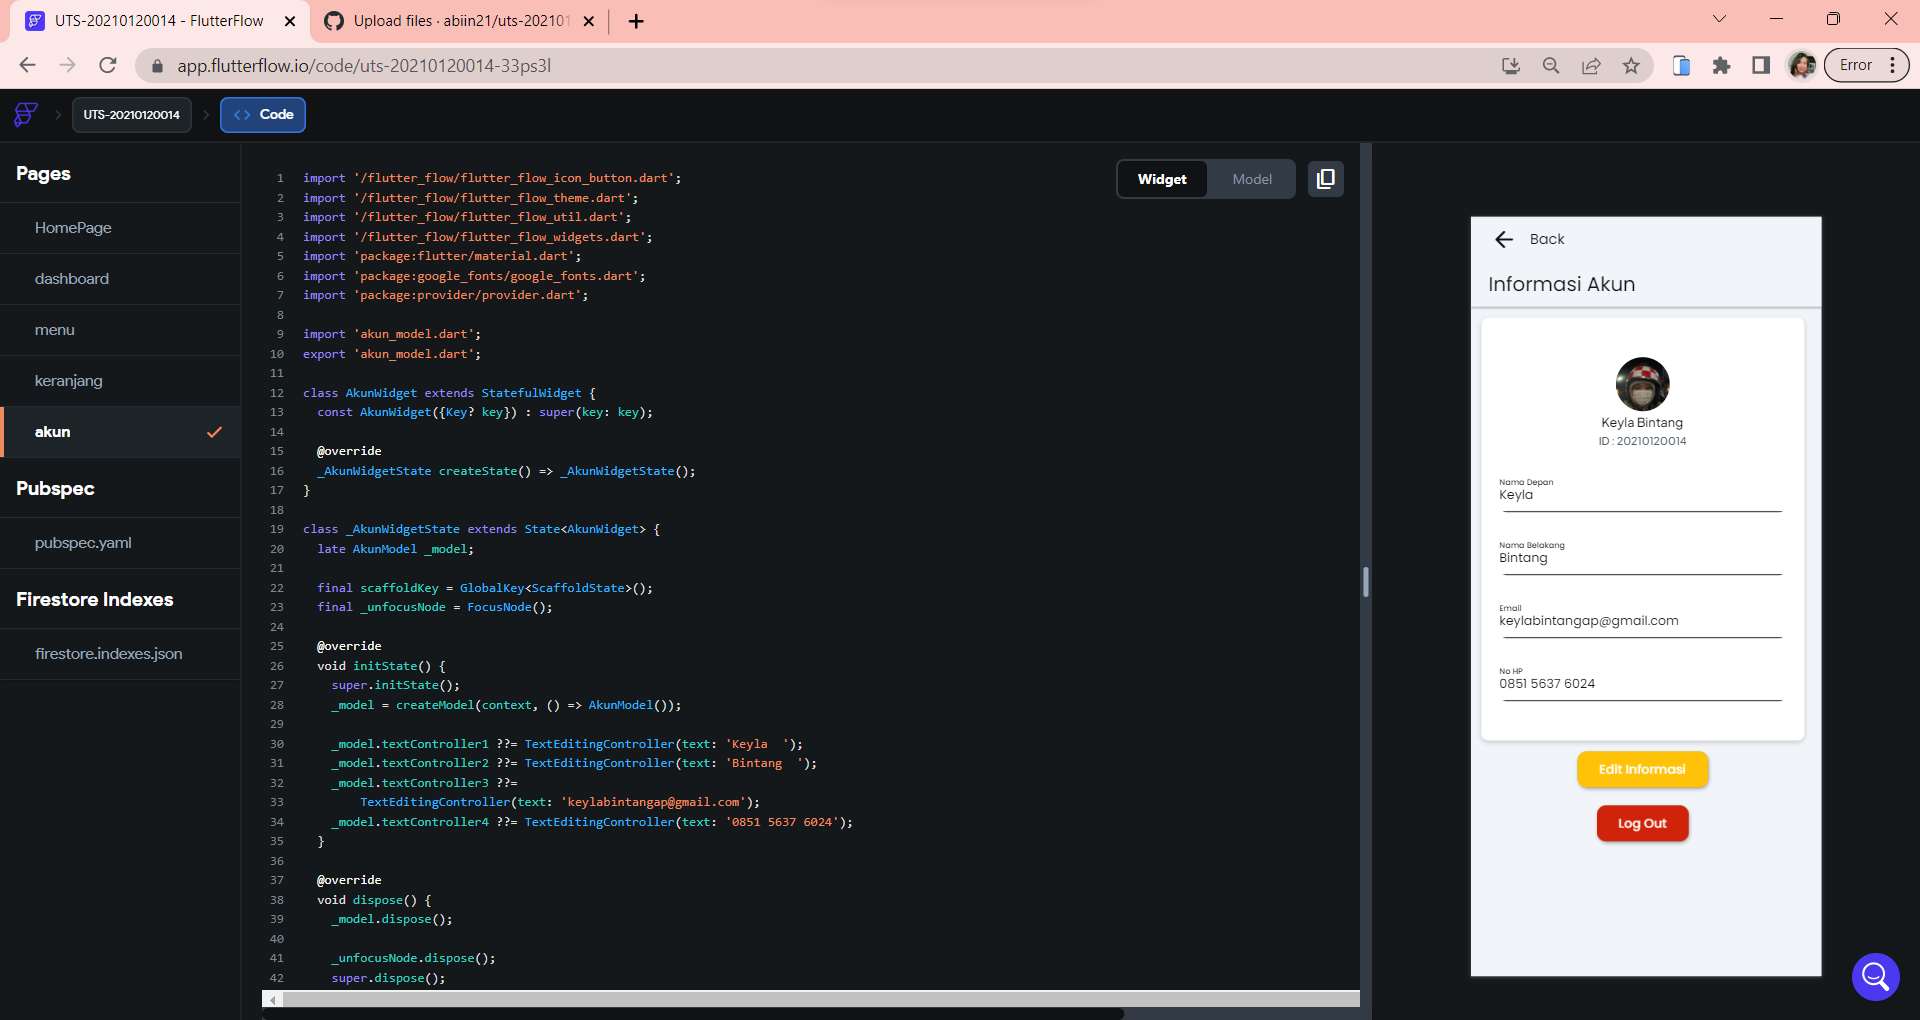 UTS-20210120014 - FlutterFlow
Upload files · abiin21/uts-202101
app.flutterflow.io/code/uts-20210120014-33ps3l
Error
UTS-20210120014
<> Code
Pages
HomePage
dashboard
menu
keranjang
akun
Pubspec
pubspec.yaml
Firestore Indexes
firestore.indexes.json
Widget
Model
1 import '/flutter_flow/flutter_flow_icon_button.dart';
2 import '/flutter_flow/flutter_flow_theme.dart';
3 import '/flutter_flow/flutter_flow_util.dart';
4 import '/flutter_flow/flutter_flow_widgets.dart';
5 import 'package:flutter/material.dart';
6 import 'package:google_fonts/google_fonts.dart';
7 import 'package:provider/provider.dart';
8
9 import 'akun_model.dart';
10 export 'akun_model.dart';
11
12 class AkunWidget extends StatefulWidget {
13 const AkunWidget({Key? key}) : super(key: key);
14
15 @override
16 _AkunWidgetState createState() => _AkunWidgetState();
17 }
18
19 class _AkunWidgetState extends State<AkunWidget> {
20 late AkunModel _model;
21
22 final scaffoldKey = GlobalKey<ScaffoldState>();
23 final _unfocusNode = FocusNode();
24
25 @override
26 void initState() {
27 super.initState();
28 _model = createModel(context, () => AkunModel());
29
30 _model.textController1 ??= TextEditingController(text: 'Keyla  ');
31 _model.textController2 ??= TextEditingController(text: 'Bintang  ');
32 _model.textController3 ??=
33 TextEditingController(text: 'keylabintangap@gmail.com');
34 _model.textController4 ??= TextEditingController(text: '0851 5637 6024');
35 }
36
37 @override
38 void dispose() {
39 _model.dispose();
40
41 _unfocusNode.dispose();
42 super.dispose();
Back
Informasi Akun
Keyla Bintang
ID : 20210120014
Nama Depan
Keyla
Nama Belakang
Bintang
Email
keylabintangap@gmail.com
No HP
0851 5637 6024
Edit Informasi
Log Out